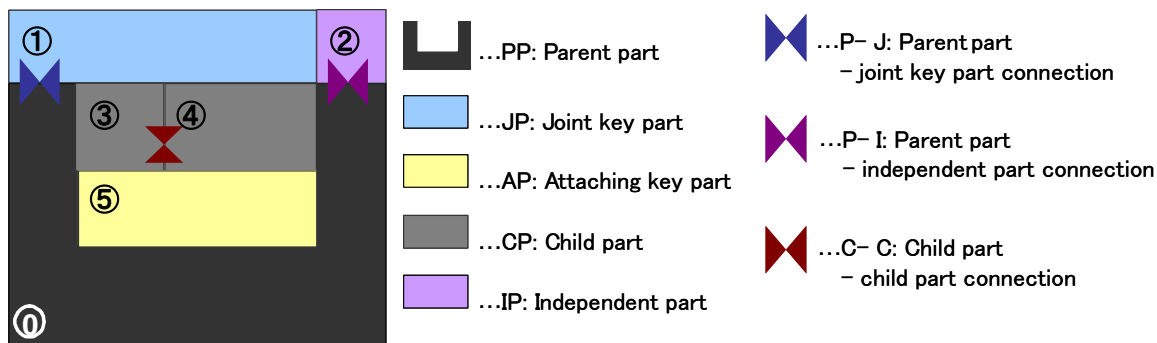 ①
②
③
④
⑤
⓪
…PP: Parent part
…JP: Joint key part
…AP: Attaching key part
…CP: Child part
…IP: Independent part
…P- J: Parent part
- joint key part connection
…P- I: Parent part
- independent part connection
…C- C: Child part
- child part connection